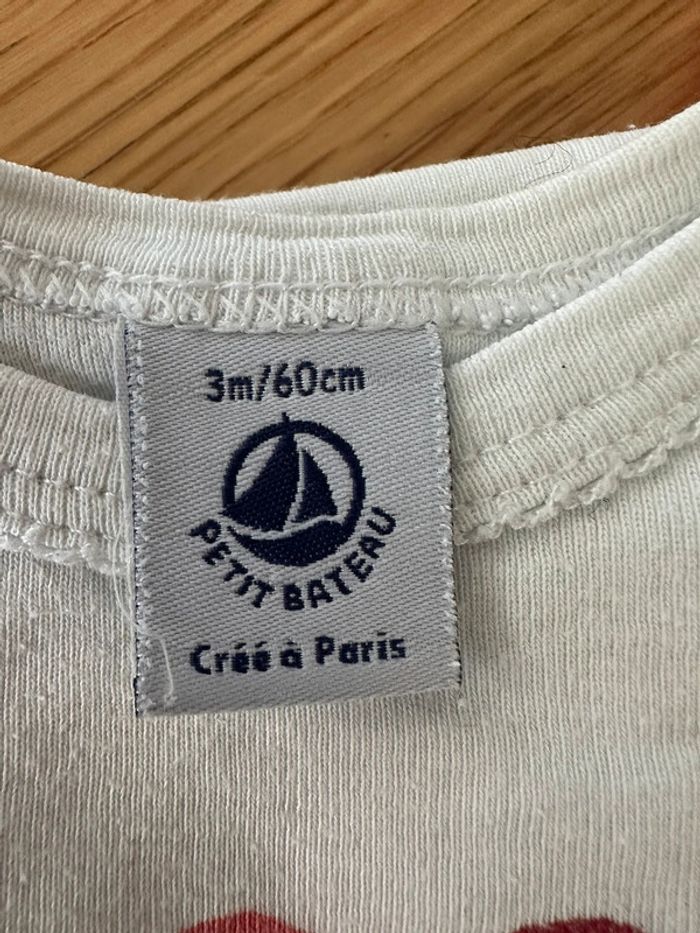 3m/60cm
PETIT BATEAU
Créé à Paris